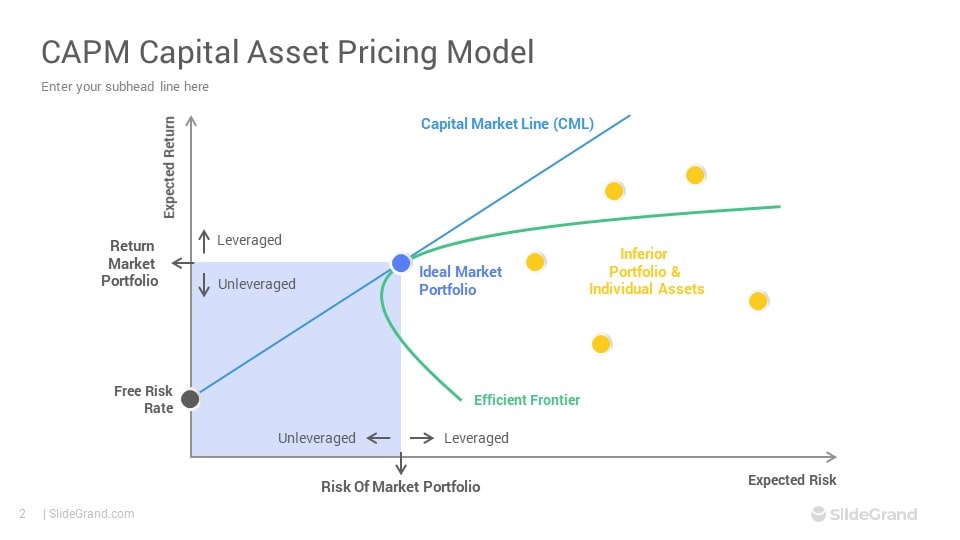 CAPM Capital Asset Pricing Model
Enter your subhead line here
Expected Return
Capital Market Line (CML)
Leveraged
Return
Market
Portfolio
Unleveraged
Ideal Market
Portfolio
Inferior
Portfolio &
Individual Assets
Free Risk
Rate
Efficient Frontier
Unleveraged
Leveraged
Risk Of Market Portfolio
Expected Risk
2 | SlideGrand.com
SlideGrand